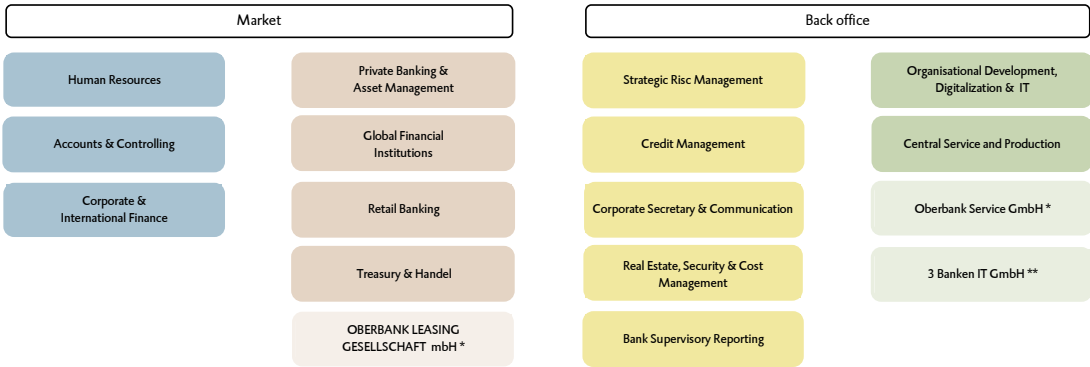 Market
Back office
Human Resources
Accounts & Controlling
Corporate &
International Finance
Private Banking &
Asset Management
Global Financial
Institutions
Retail Banking
Treasury & Handel
OBERBANK LEASING
GESELLSCHAFT mbH *
Strategic Risc Management
Credit Management
Corporate Secretary & Communication
Real Estate, Security & Cost
Management
Bank Supervisory Reporting
Organisational Development,
Digitalization & IT
Central Service and Production
Oberbank Service GmbH *
3 Banken IT GmbH **